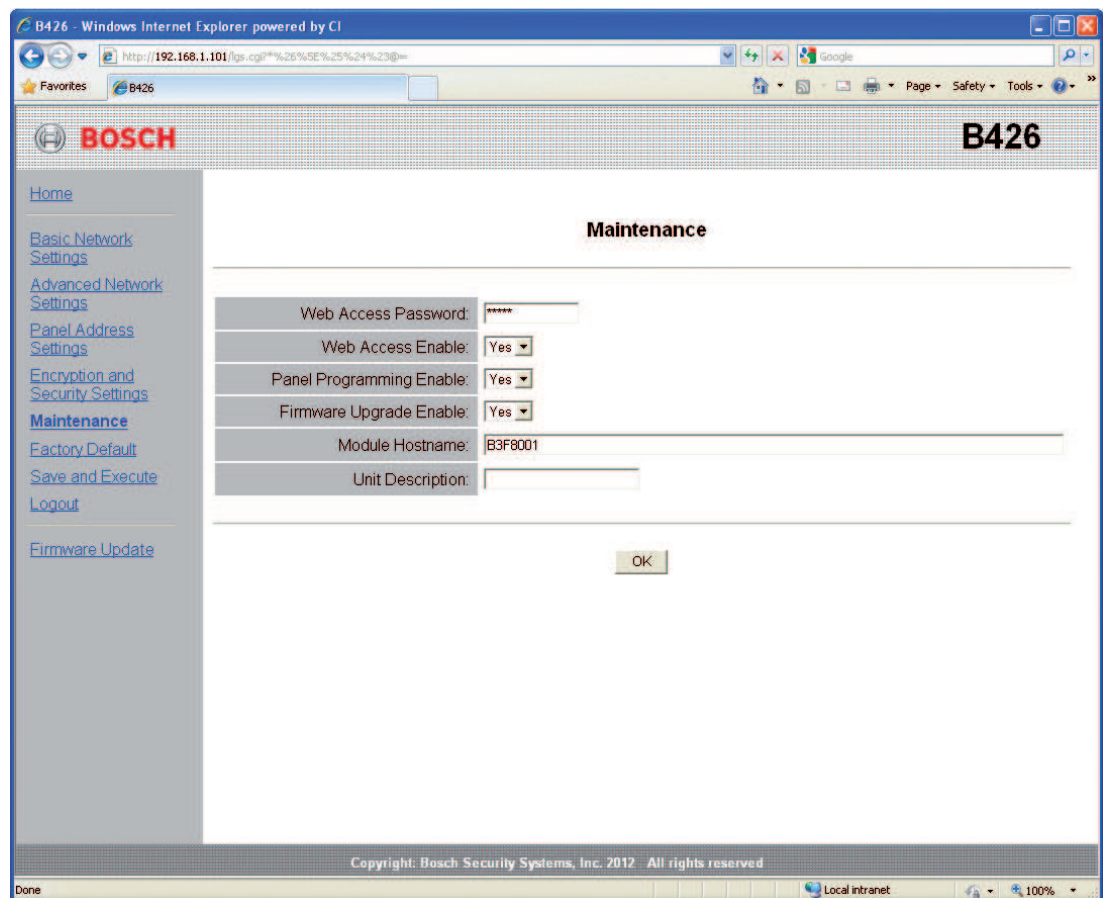 B426 - Windows Internet Explorer powered by CI
http://192.168.1.101/lgs.cgi?*%26%5E%25%24%23@=
Google
Favorites
B426
Page
Safety
Tools
BOSCH
B426
Home
Basic Network
Settings
Advanced Network
Settings
Panel Address
Settings
Encryption and
Security Settings
Maintenance
Factory Default
Save and Execute
Logout
Firmware Update
Maintenance
Web Access Password: *****
Web Access Enable: Yes
Panel Programming Enable: Yes
Firmware Upgrade Enable: Yes
Module Hostname: B3F8001
Unit Description:
OK
Copyright: Bosch Security Systems, Inc. 2012 All rights reserved
Done
Local intranet
100%